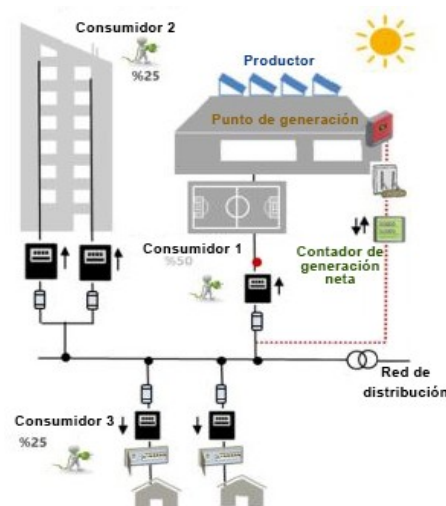 Consumidor 2
%25
Productor
Punto de generación
Consumidor 1
%50
Contador de
generación
neta
Red de
distribución
Consumidor 3
%25